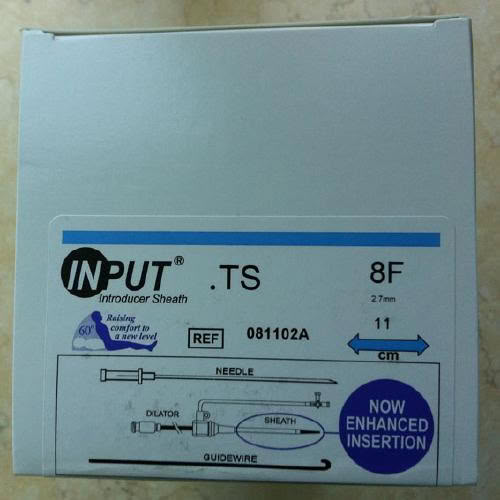 INPUT®
.TS
8F
Introducer Sheath
2.7mm
60°
Raising
comfort to
a new level
REF
081102A
11
cm
NEEDLE
DILATOR
SHEATH
GUIDEWIRE
NOW
ENHANCED
INSERTION